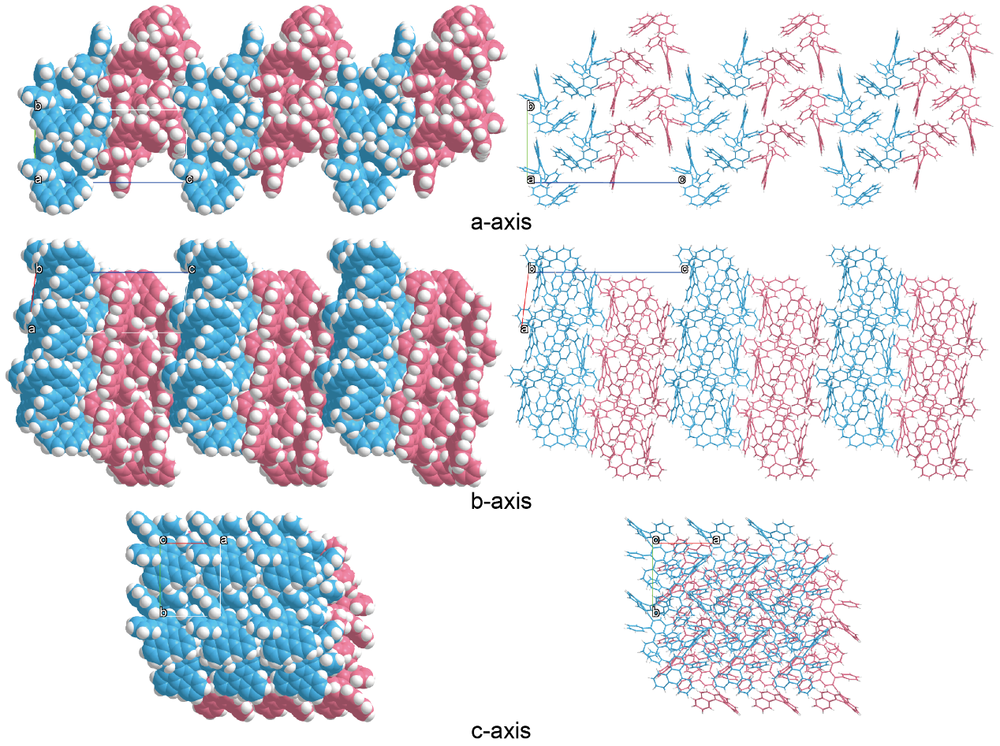 b b
a c a c
a-axis
b c b c
a a
b-axis
c a c a
b b
c-axis